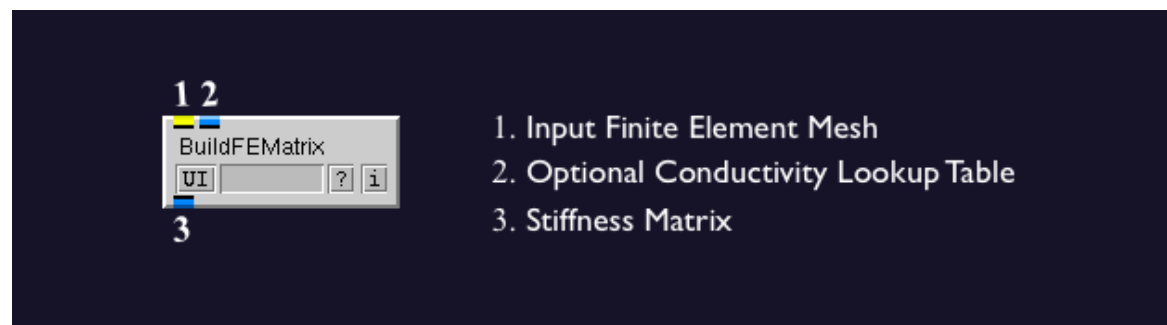 1 2
BuildFEMatrix
UI ? i
3
1. Input Finite Element Mesh
2. Optional Conductivity Lookup Table
3. Stiffness Matrix